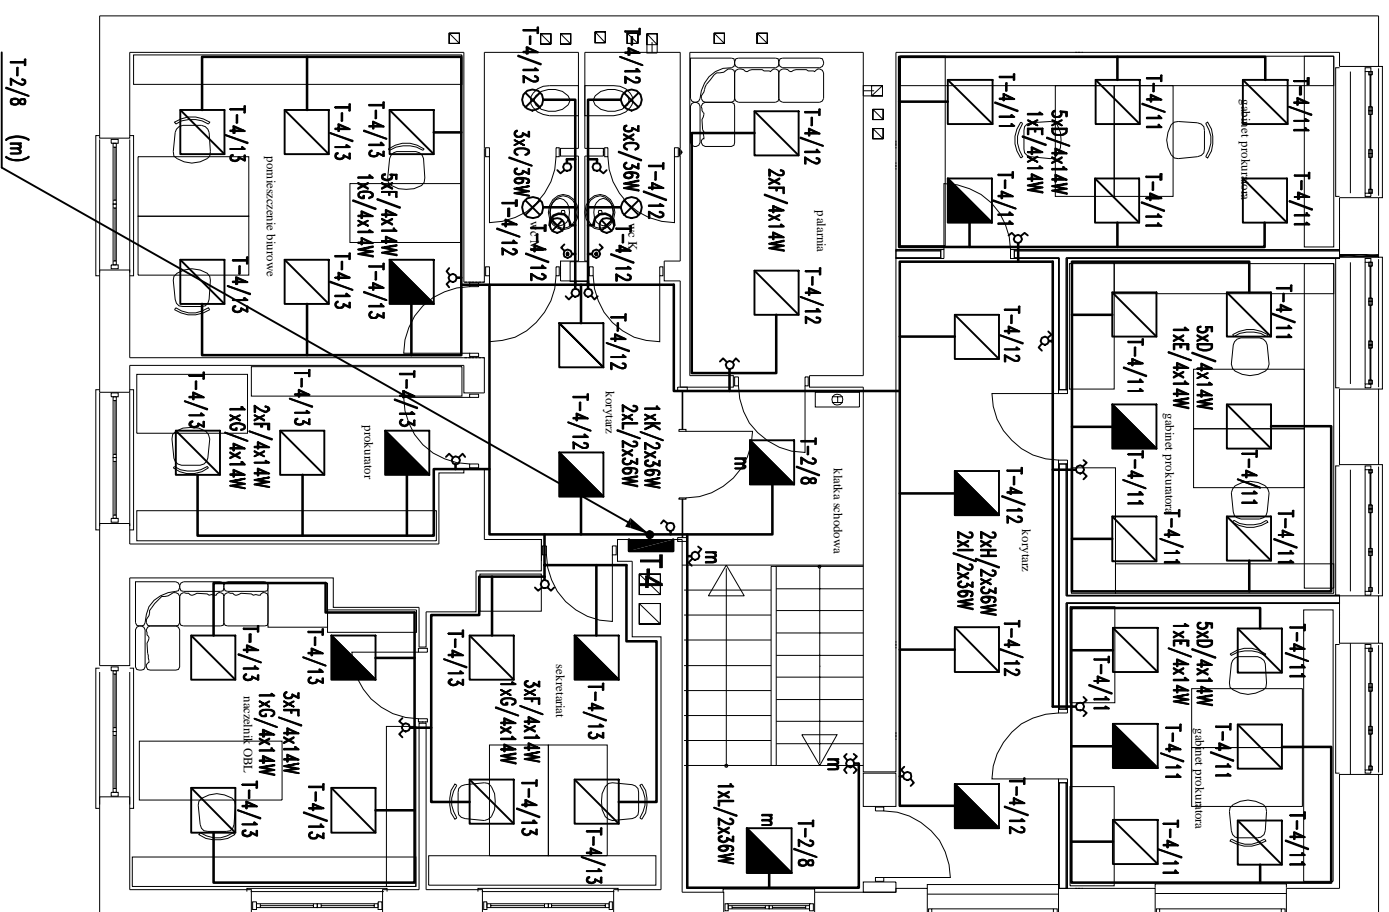 T-2/8 (m)
T-4/13
T-4/13
T-4/13
pomieszczenie biurowe
5xF/4x14W
1xG/4x14W
T-4/13
T-4/13
T-4/13
T-4/12
T-4/12
3xC/36W
3xC/36W
T-4/12
T-4/12
wc K
T-4/12
T-4/12
T-4/12
2xF/4x14W
palarnia
T-4/12
T-4/11
T-4/11
T-4/11
gabinet prokuratora
5xD/4x14W
1xE/4x14W
T-4/11
T-4/11
T-4/11
T-4/13
T-4/13
T-4/13
2xF/4x14W
1xG/4x14W
prokurator
T-4/12
korytarz
1xK/2x36W
2xL/2x36W
T-4/12
T-2/8
m
klatka schodowa
H
T-4/12
T-4/12
korytarz
2xH/2x36W
2xI/2x36W
T-4/12
T-4/12
T-4/11
T-4/11
5xD/4x14W
1xE/4x14W
gabinet prokuratora
T-4/11
T-4/11
T-4/11
T-4/11
T-4
m
T-4/13
T-4/13
3xF/4x14W
1xG/4x14W
naczelnik OBL
T-4/13
T-4/13
T-4/13
T-4/13
sekretariat
3xF/4x14W
1xG/4x14W
T-4/13
T-4/13
m
1xL/2x36W
m
T-2/8
T-4/11
T-4/11
5xD/4x14W
1xE/4x14W
gabinet prokuratora
T-4/11
T-4/11
T-4/11
T-4/11